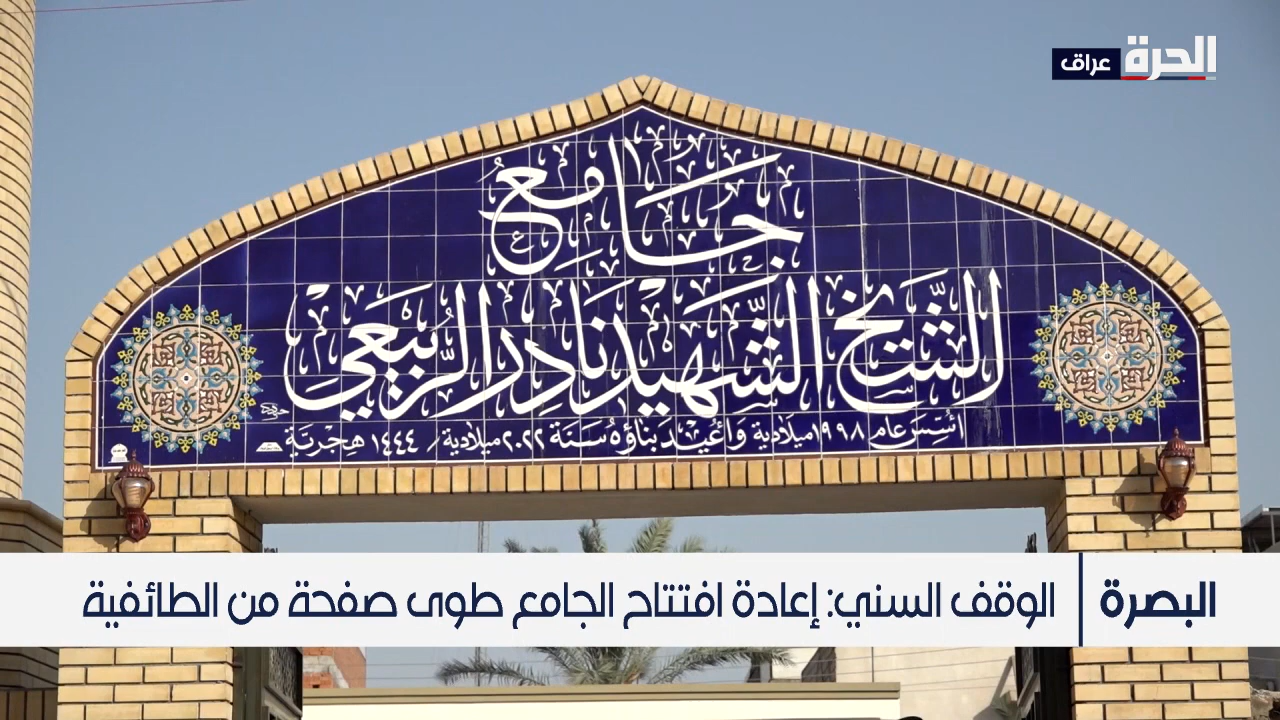 الحرة
عراق
جامع
الشيخ الشهيد نادر الربيعي
أسس عام ١٩٩٨ ميلادية وأعيد بناؤه سنة ٢٠٢٢ ميلادية / ١٤٤٤ هجرية
البصرة
الوقف السني: إعادة افتتاح الجامع طوى صفحة من الطائفية